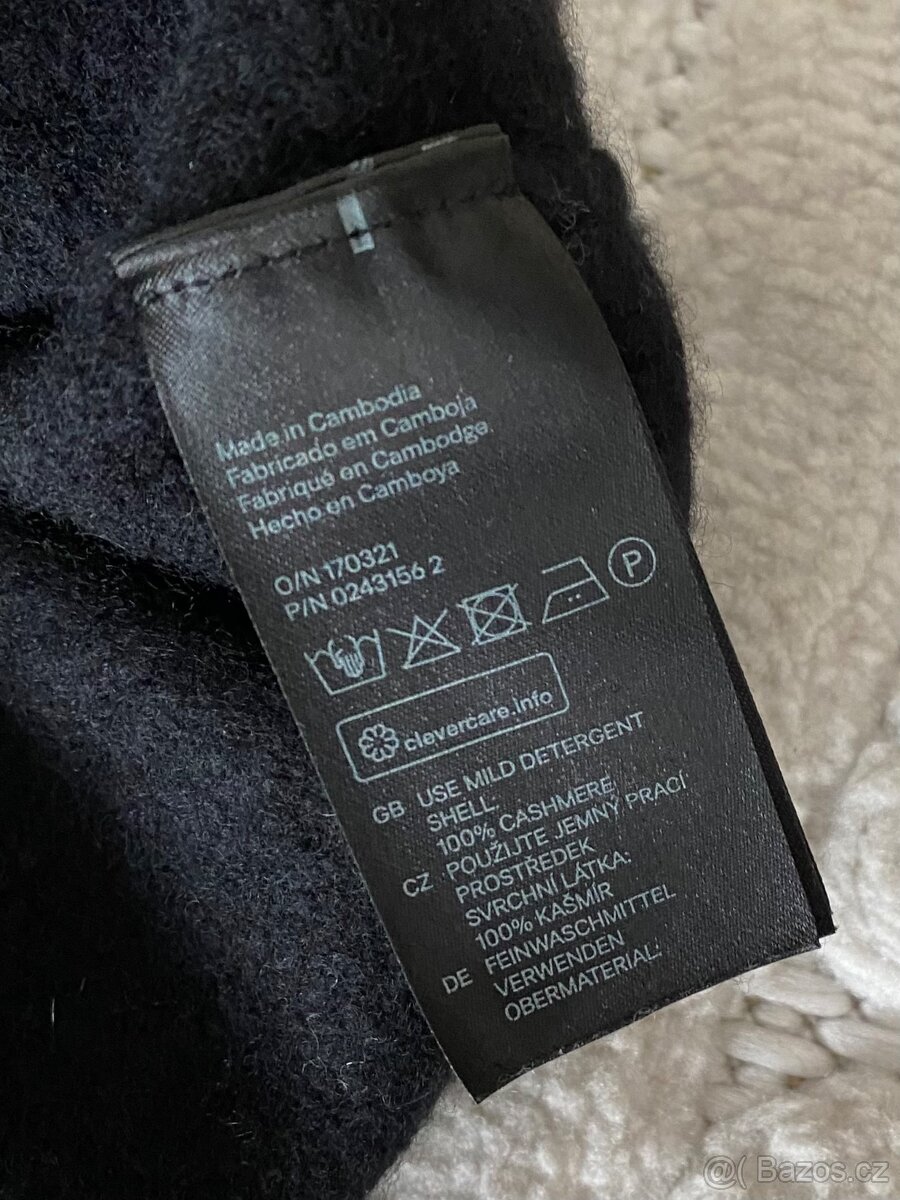 Made in Cambodia
Fabricado em Camboja
Fabriqué en Cambodge
Hecho en Camboya
O/N 170321
P/N 0243156 2
P
clevercare.info
GB USE MILD DETERGENT
SHELL:
100% CASHMERE
CZ POUŽIJTE JEMNÝ PRACÍ
PROSTŘEDEK
SVRCHNÍ LÁTKA:
100% KAŠMÍR
DE FEINWASCHMITTEL
VERWENDEN
OBERMATERIAL:
@( Bazos.cz